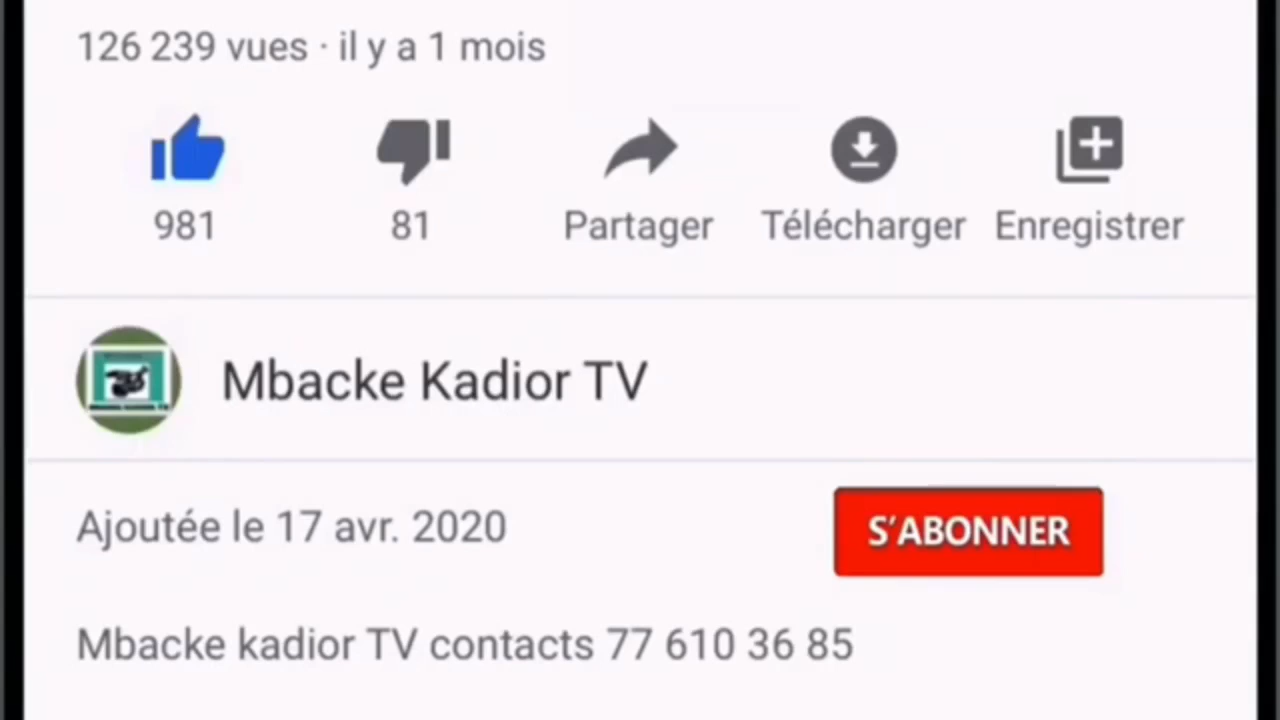 126 239 vues · il y a 1 mois
981 81 Partager Télécharger Enregistrer
Mbacke Kadior TV
Ajoutée le 17 avr. 2020
S'ABONNER
Mbacke kadior TV contacts 77 610 36 85